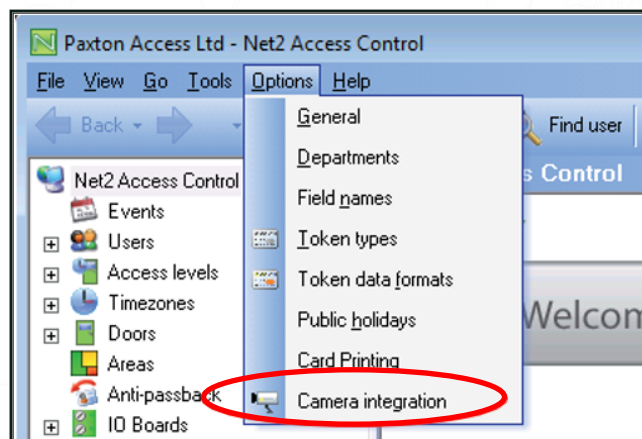 Paxton Access Ltd - Net2 Access Control
File View Go Tools Options Help
Back
Find user
s Control
Net2 Access Control
Events
Users
Access levels
Timezones
Doors
Areas
Anti-passback
IO Boards
General
Departments
Field names
Token types
Token data formats
Public holidays
Card Printing
Camera integration
Welcom